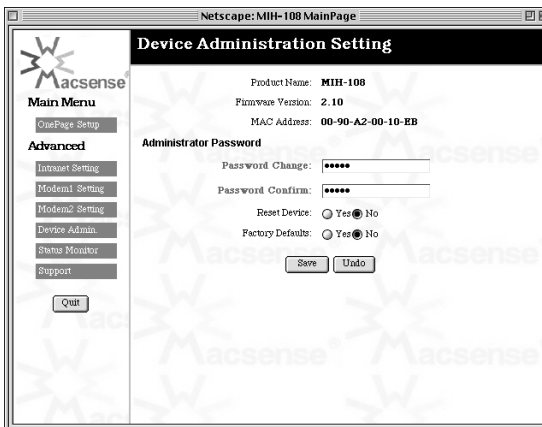 Netscape: MIH-108 MainPage
Macsense
Main Menu
OnePage Setup
Advanced
Intranet Setting
Modem1 Setting
Modem2 Setting
Device Admin.
Status Monitor
Support
Quit
Device Administration Setting
Product Name: MIH-108
Firmware Version: 2.10
MAC Address: 00-90-A2-00-10-EB
Administrator Password
Password Change: •••••
Password Confirm: •••••
Reset Device: Yes No
Factory Defaults: Yes No
Save Undo